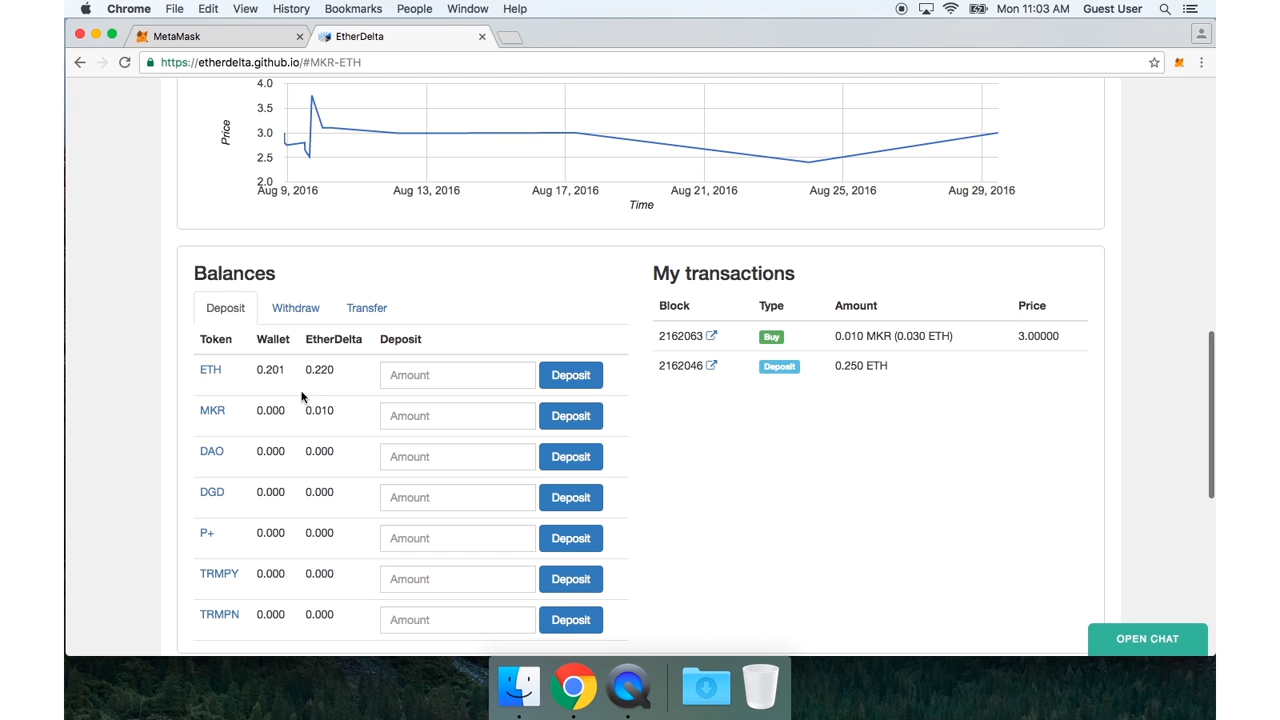 Chrome File Edit View History Bookmarks People Window Help Mon 11:03 AM Guest User
MetaMask EtherDelta
https://etherdelta.github.io/#MKR-ETH
4.0
3.5
3.0
2.5
2.0
Price
Aug 9, 2016 Aug 13, 2016 Aug 17, 2016 Aug 21, 2016 Aug 25, 2016 Aug 29, 2016
Time
Balances
Deposit Withdraw Transfer
Token Wallet EtherDelta Deposit
ETH 0.201 0.220 Amount Deposit
MKR 0.000 0.010 Amount Deposit
DAO 0.000 0.000 Amount Deposit
DGD 0.000 0.000 Amount Deposit
P+ 0.000 0.000 Amount Deposit
TRMPY 0.000 0.000 Amount Deposit
TRMPN 0.000 0.000 Amount Deposit
My transactions
Block Type Amount Price
2162063 Buy 0.010 MKR (0.030 ETH) 3.00000
2162046 Deposit 0.250 ETH
OPEN CHAT